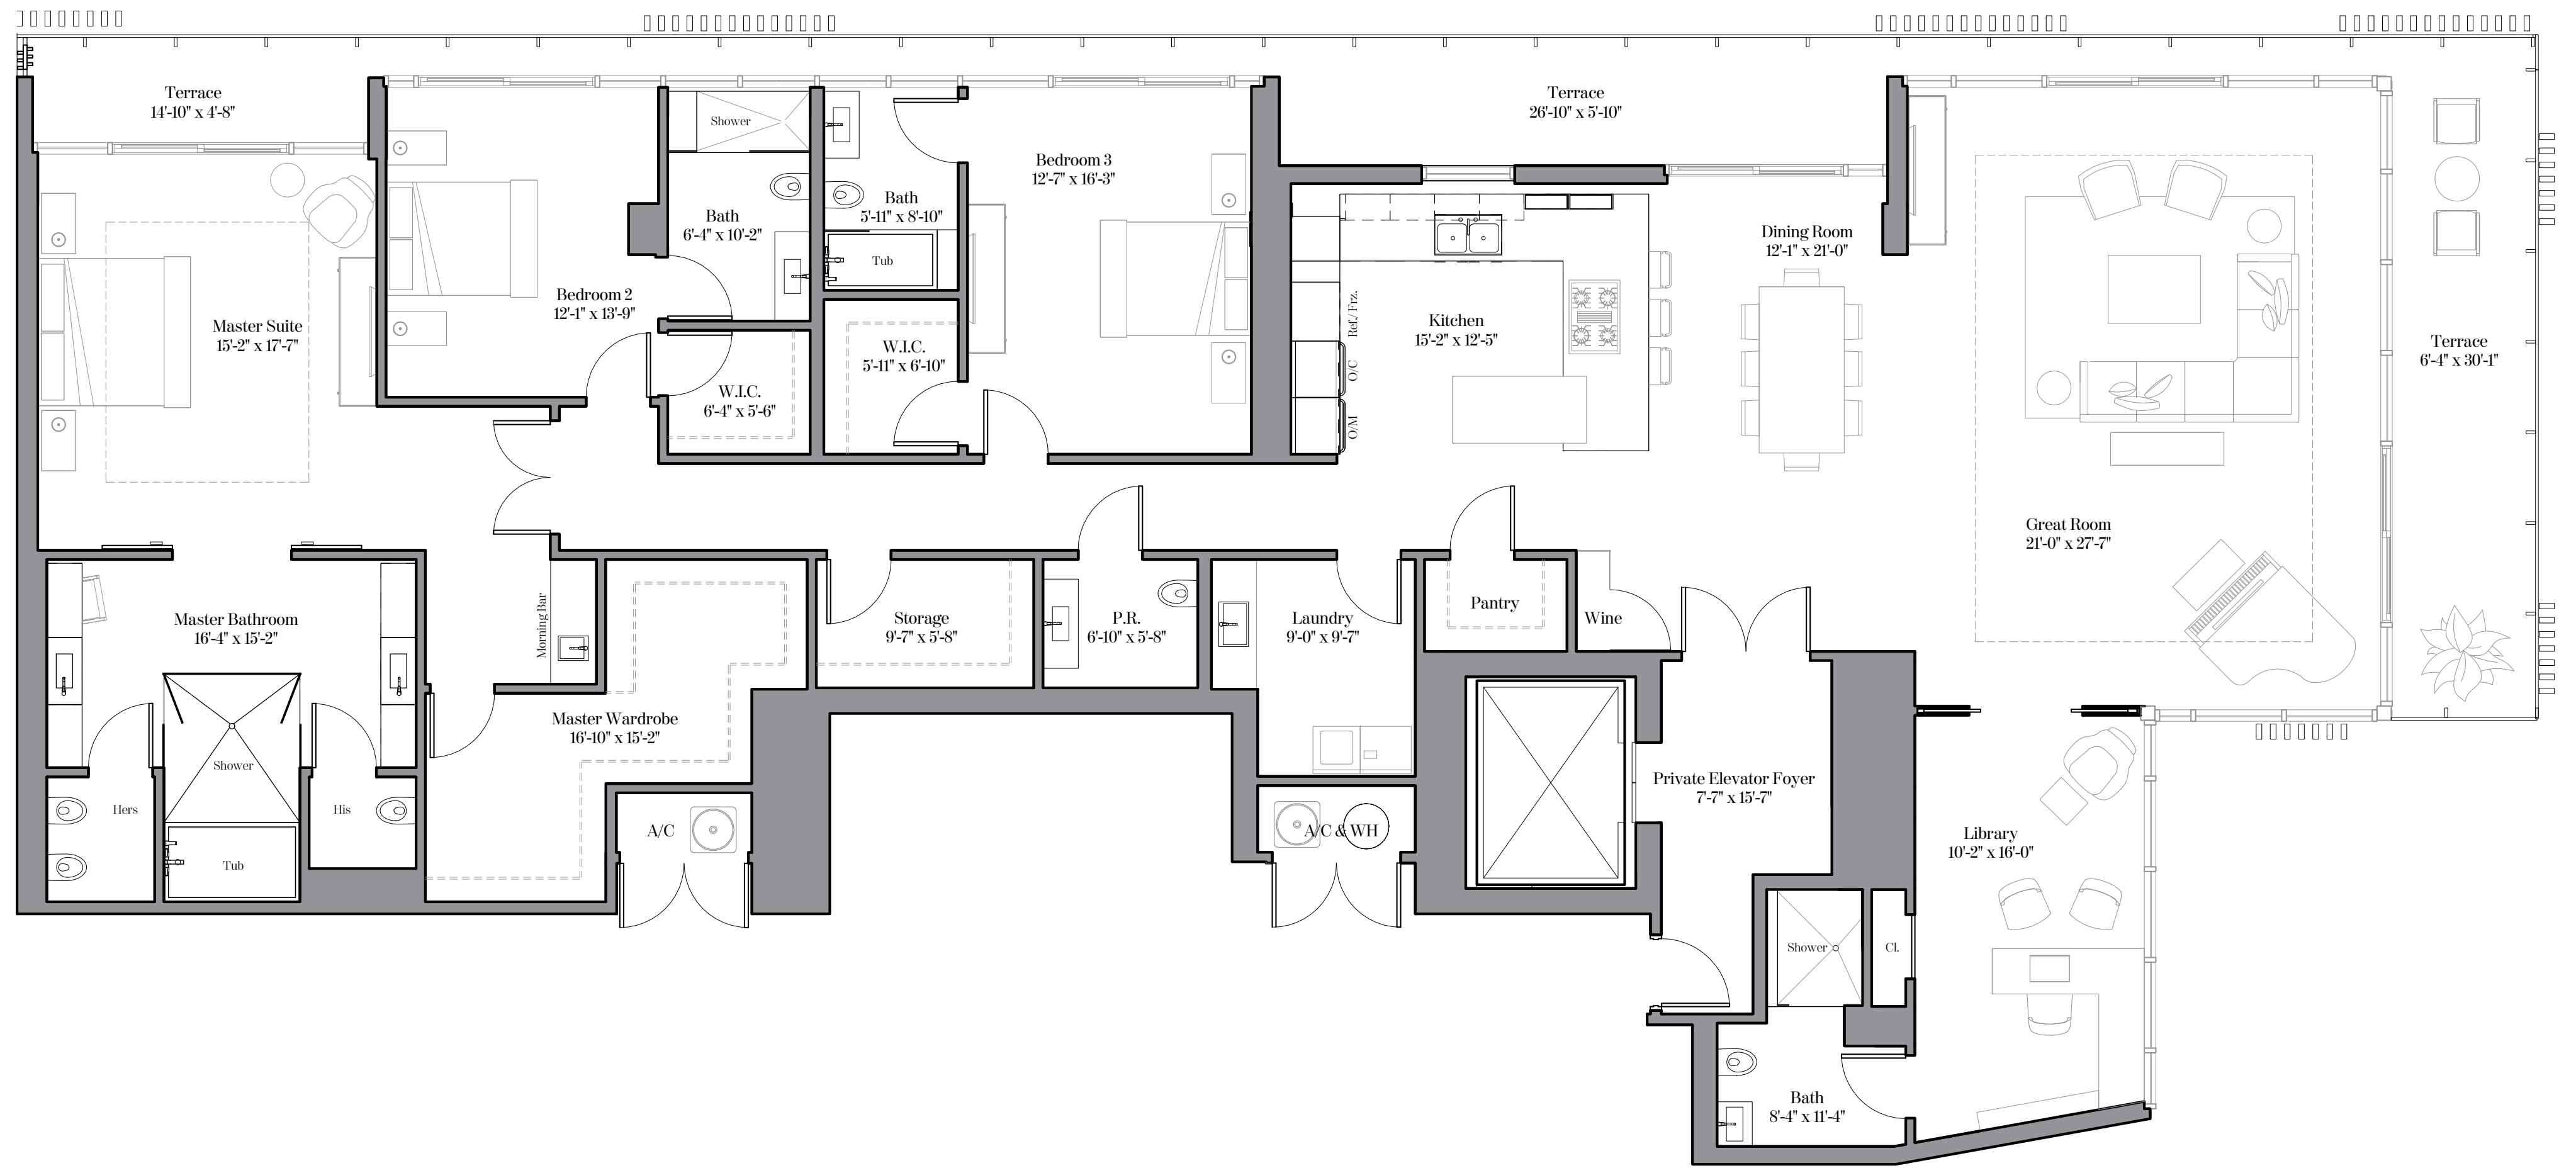 Terrace
14'-10" x 4'-8"
Terrace
26'-10" x 5'-10"
Shower
Bedroom 3
12'-7" x 16'-3"
Bath
5'-11" x 8'-10"
Bath
6'-4" x 10'-2"
Dining Room
12'-1" x 21'-0"
Tub
Bedroom 2
12'-1" x 13'-9"
Master Suite
15'-2" x 17'-7"
Ref./ Frz.
Kitchen
15'-2" x 12'-5"
W.I.C.
5'-11" x 6'-10"
Terrace
6'-4" x 30'-1"
O/C
W.I.C.
6'-4" x 5'-6"
O/M
Great Room
21'-0" x 27'-7"
Master Bathroom
16'-4" x 15'-2"
Morning Bar
Storage
9'-7" x 5'-8"
P.R.
6'-10" x 5'-8"
Laundry
9'-0" x 9'-7"
Pantry
Wine
Master Wardrobe
16'-10" x 15'-2"
Shower
Private Elevator Foyer
7'-7" x 15'-7"
Hers
His
A/C
A/C & WH
Library
10'-2" x 16'-0"
Tub
Shower
Cl.
Bath
8'-4" x 11'-4"